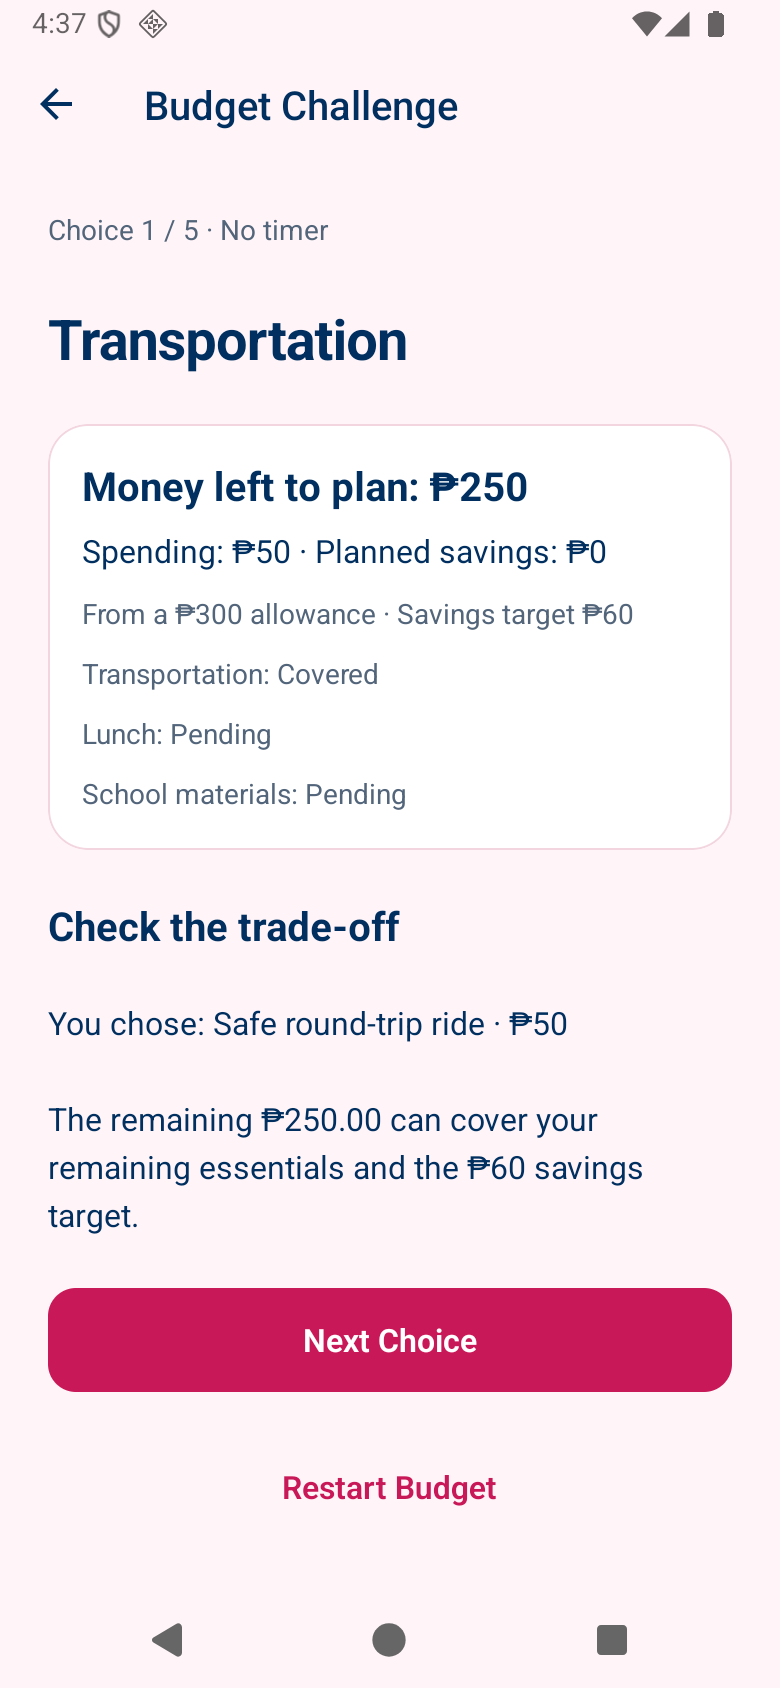 4:37
Budget Challenge
Choice 1 / 5 · No timer
Transportation
Money left to plan: ₱250
Spending: ₱50 · Planned savings: ₱0
From a ₱300 allowance · Savings target ₱60
Transportation: Covered
Lunch: Pending
School materials: Pending
Check the trade-off
You chose: Safe round-trip ride · ₱50
The remaining ₱250.00 can cover your
remaining essentials and the ₱60 savings
target.
Next Choice
Restart Budget